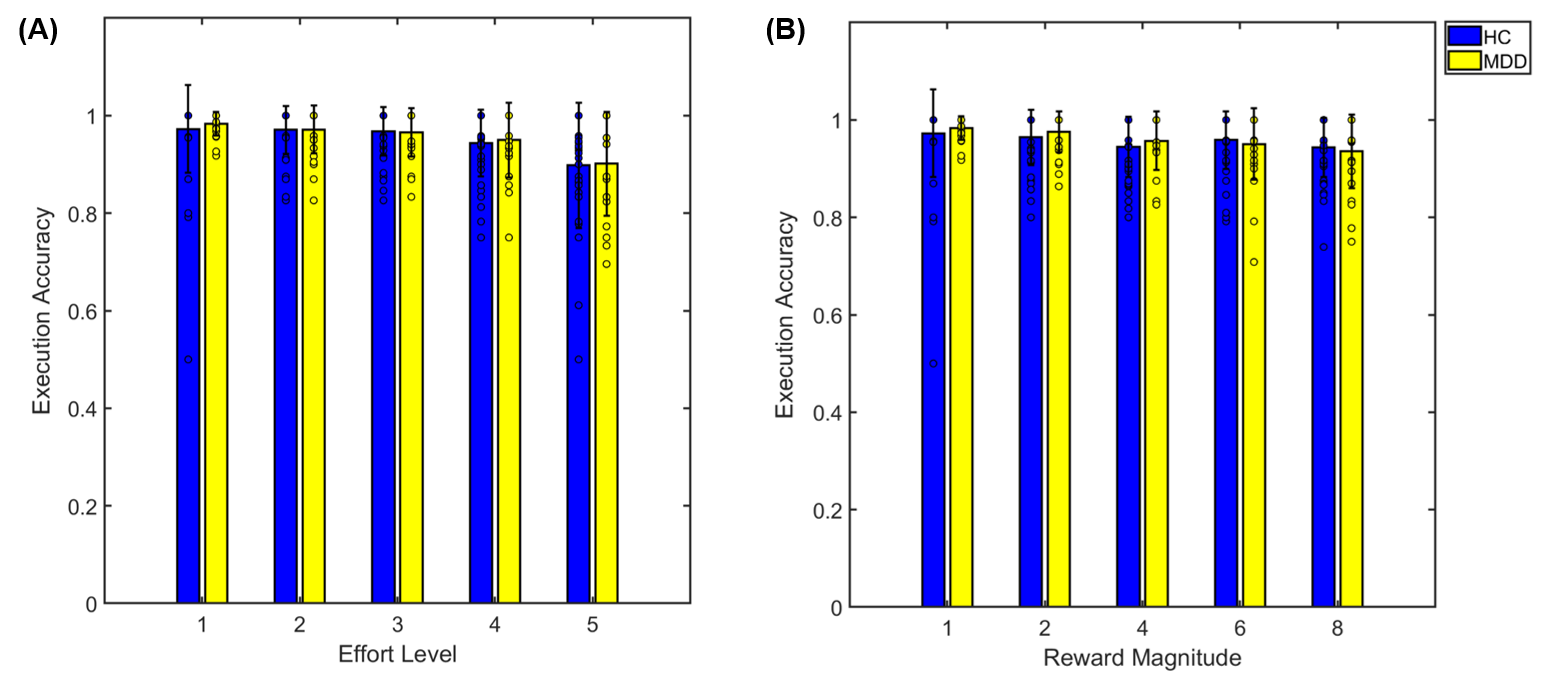 (A)
Execution Accuracy
1
0.8
0.6
0.4
0.2
0
1 2 3 4 5
Effort Level
(B)
Execution Accuracy
1
0.8
0.6
0.4
0.2
0
1 2 4 6 8
Reward Magnitude
HC
MDD